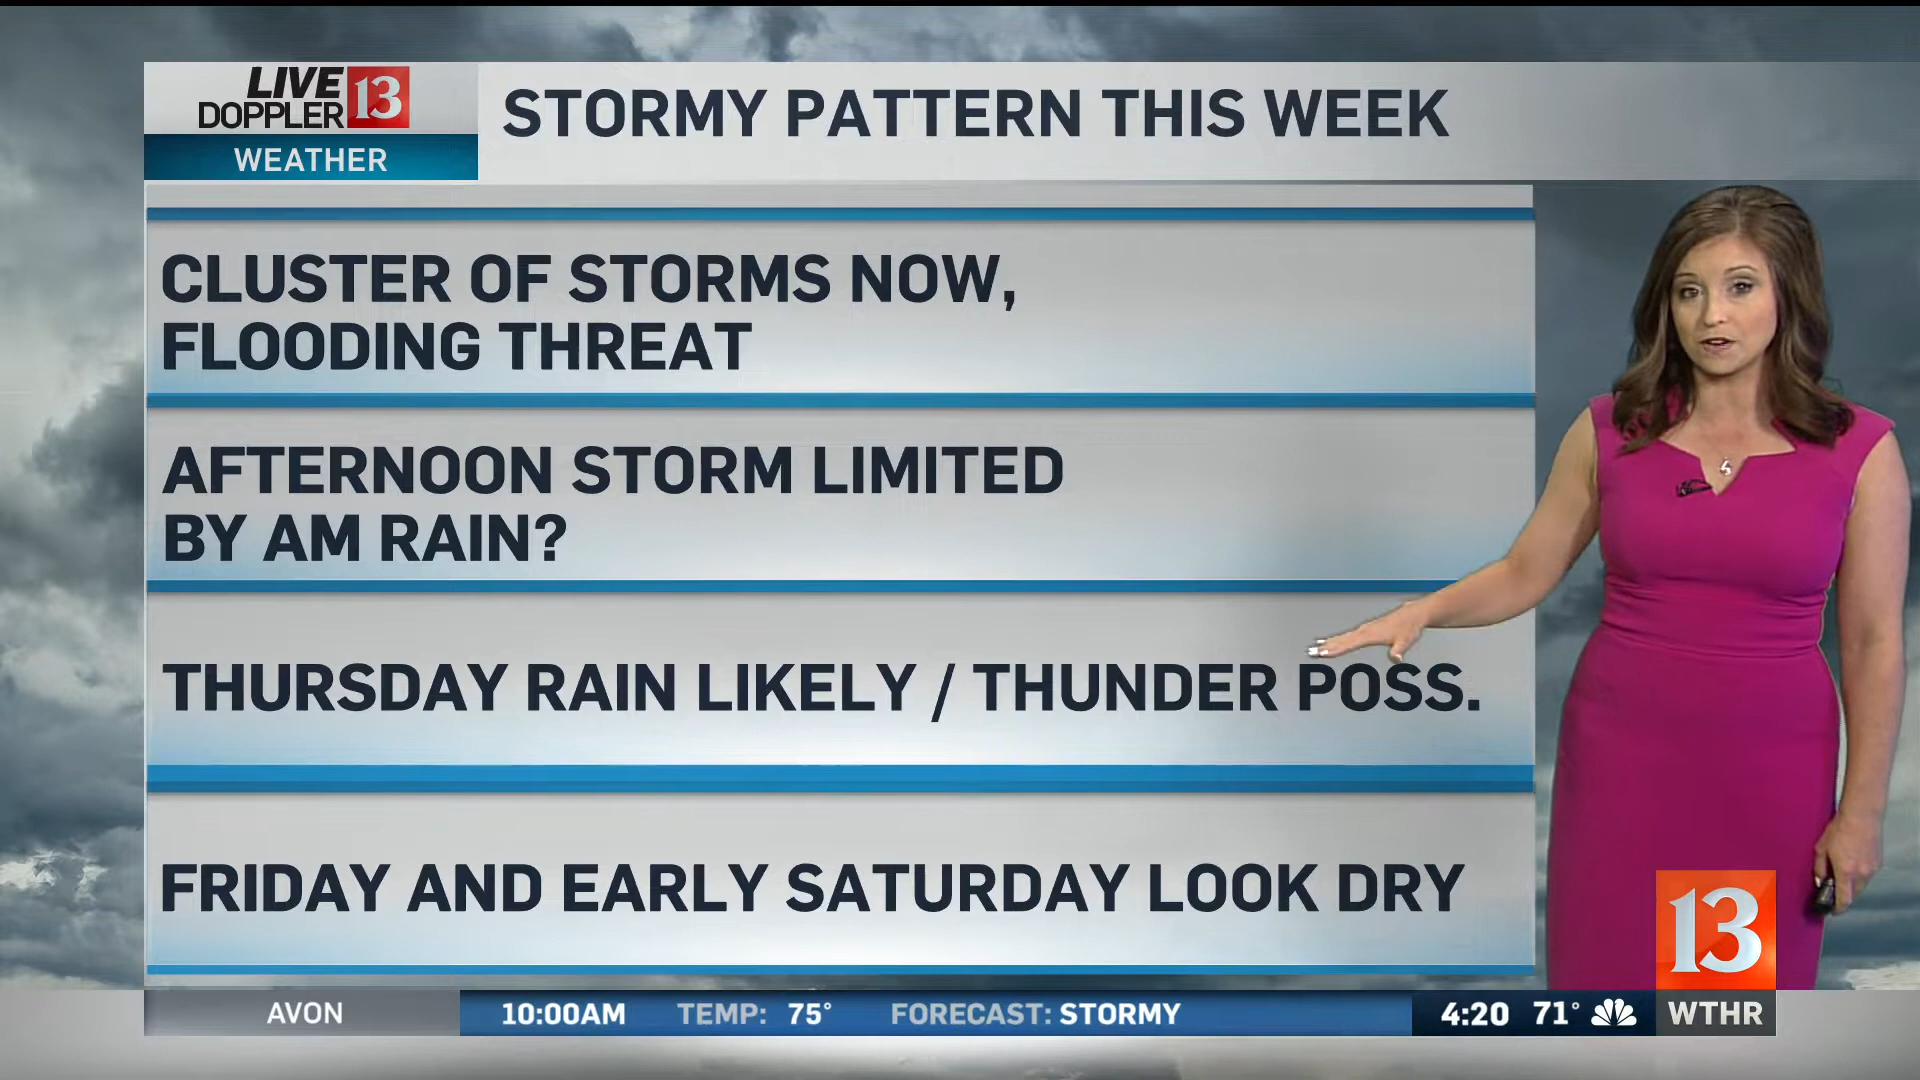 LIVE
DOPPLER 13
WEATHER
STORMY PATTERN THIS WEEK
CLUSTER OF STORMS NOW,
FLOODING THREAT
AFTERNOON STORM LIMITED
BY AM RAIN?
THURSDAY RAIN LIKELY / THUNDER POSS.
FRIDAY AND EARLY SATURDAY LOOK DRY
13
AVON 10:00AM TEMP: 75° FORECAST: STORMY 4:20 71° WTHR